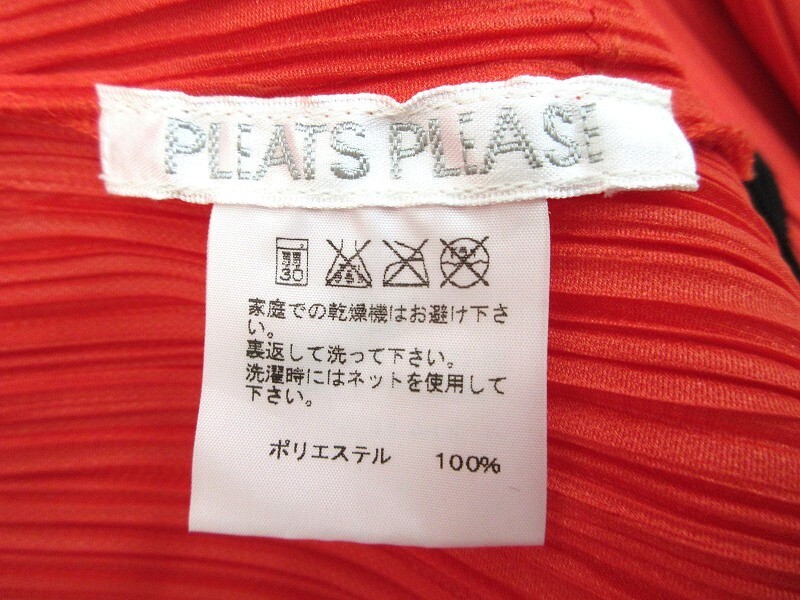 PLEATS PLEASE
弱
30
家庭での乾燥機はお避け下さ
い。
裏返して洗って下さい。
洗濯時にはネットを使用して
下さい。
ポリエステル 100%